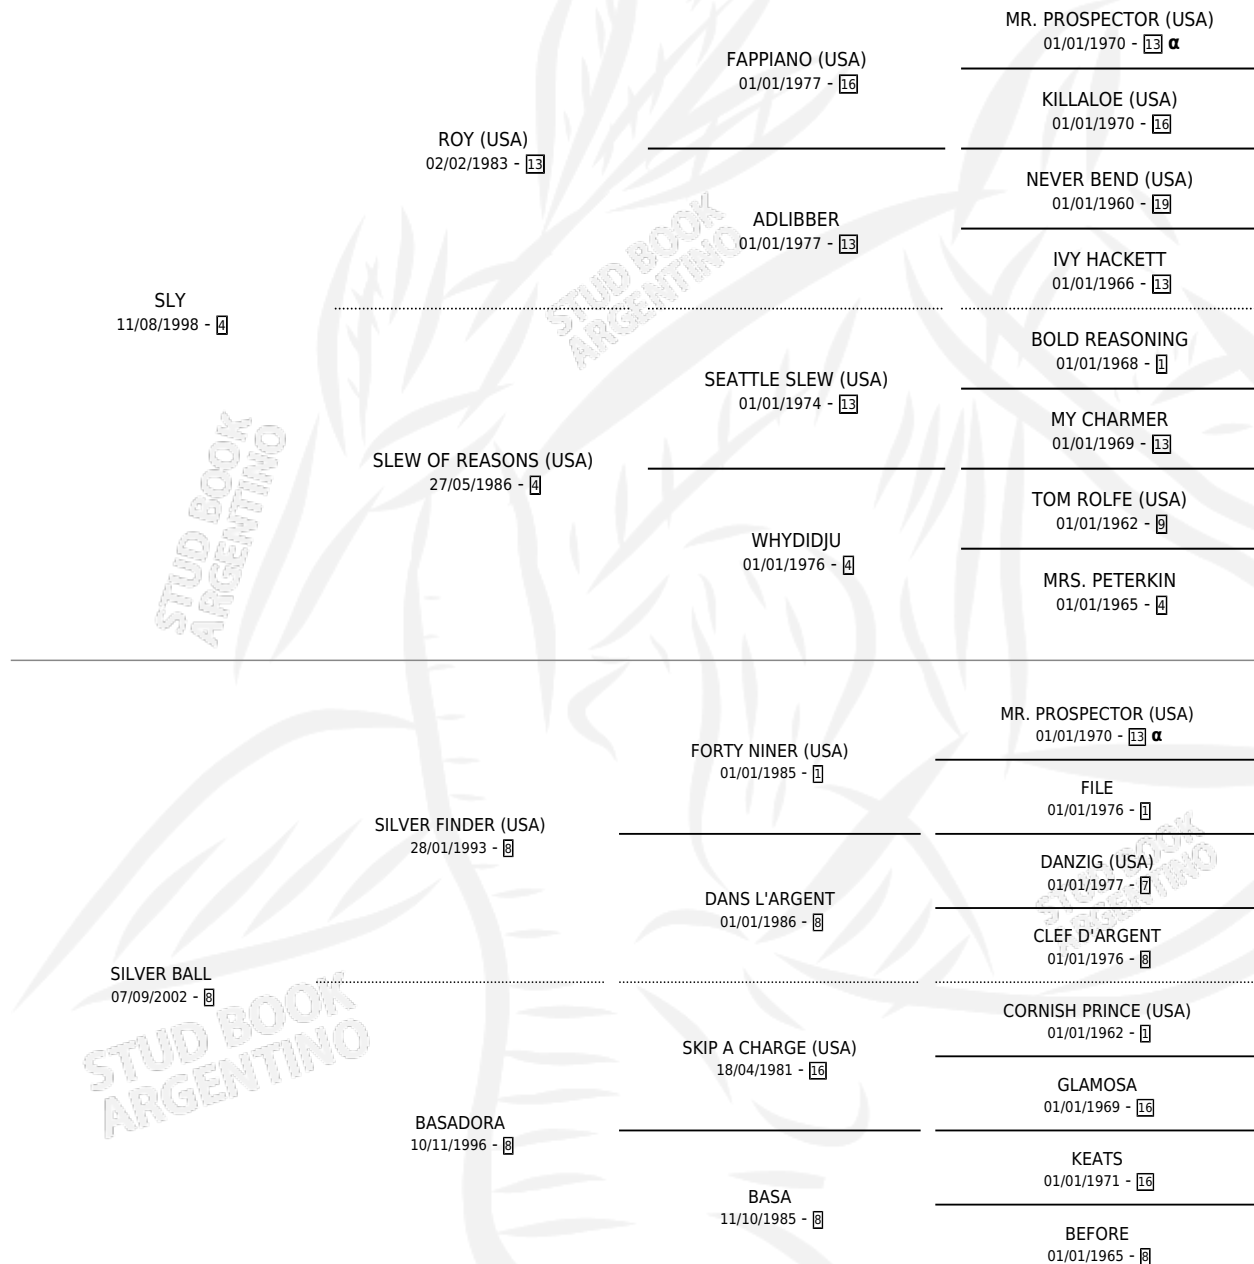 MR. PROSPECTOR (USA)
01/01/1970 - 13 α
FAPPIANO (USA)
01/01/1977 - 16
KILLALOE (USA)
01/01/1970 - 16
ROY (USA)
02/02/1983 - 13
NEVER BEND (USA)
01/01/1960 - 19
ADLIBBER
01/01/1977 - 13
IVY HACKETT
01/01/1966 - 13
SLY
11/08/1998 - 4
BOLD REASONING
01/01/1968 - 1
SEATTLE SLEW (USA)
01/01/1974 - 13
MY CHARMER
01/01/1969 - 13
SLEW OF REASONS (USA)
27/05/1986 - 4
TOM ROLFE (USA)
01/01/1962 - 9
WHYDIDJU
01/01/1976 - 4
MRS. PETERKIN
01/01/1965 - 4
MR. PROSPECTOR (USA)
01/01/1970 - 13 α
FORTY NINER (USA)
01/01/1985 - 1
FILE
01/01/1976 - 1
SILVER FINDER (USA)
28/01/1993 - 8
DANZIG (USA)
01/01/1977 - 7
DANS L'ARGENT
01/01/1986 - 8
CLEF D'ARGENT
01/01/1976 - 8
SILVER BALL
07/09/2002 - 8
CORNISH PRINCE (USA)
01/01/1962 - 1
SKIP A CHARGE (USA)
18/04/1981 - 16
GLAMOSA
01/01/1969 - 16
BASADORA
10/11/1996 - 8
KEATS
01/01/1971 - 16
BASA
11/10/1985 - 8
BEFORE
01/01/1965 - 8
STUD BOOK
ARGENTINO
STUD BOOK
ARGENTINO
STUD BOOK
ARGENTINO
STUD BOOK
ARGENTINO